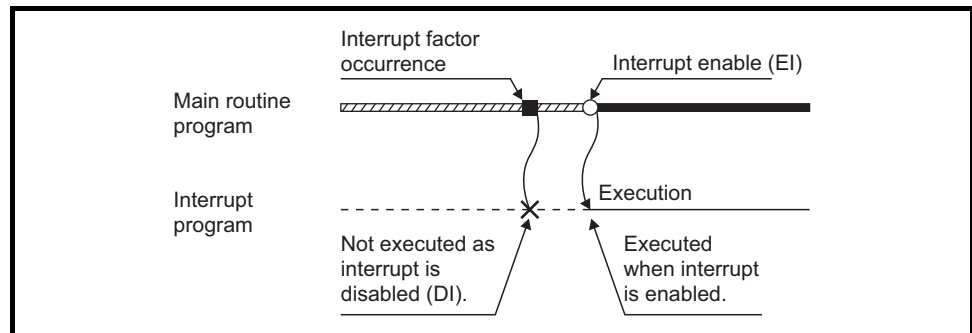 Interrupt factor
occurrence
Interrupt enable (EI)
Main routine
program
Interrupt
program
Execution
Not executed as
interrupt is
disabled (DI).
Executed
when interrupt
is enabled.